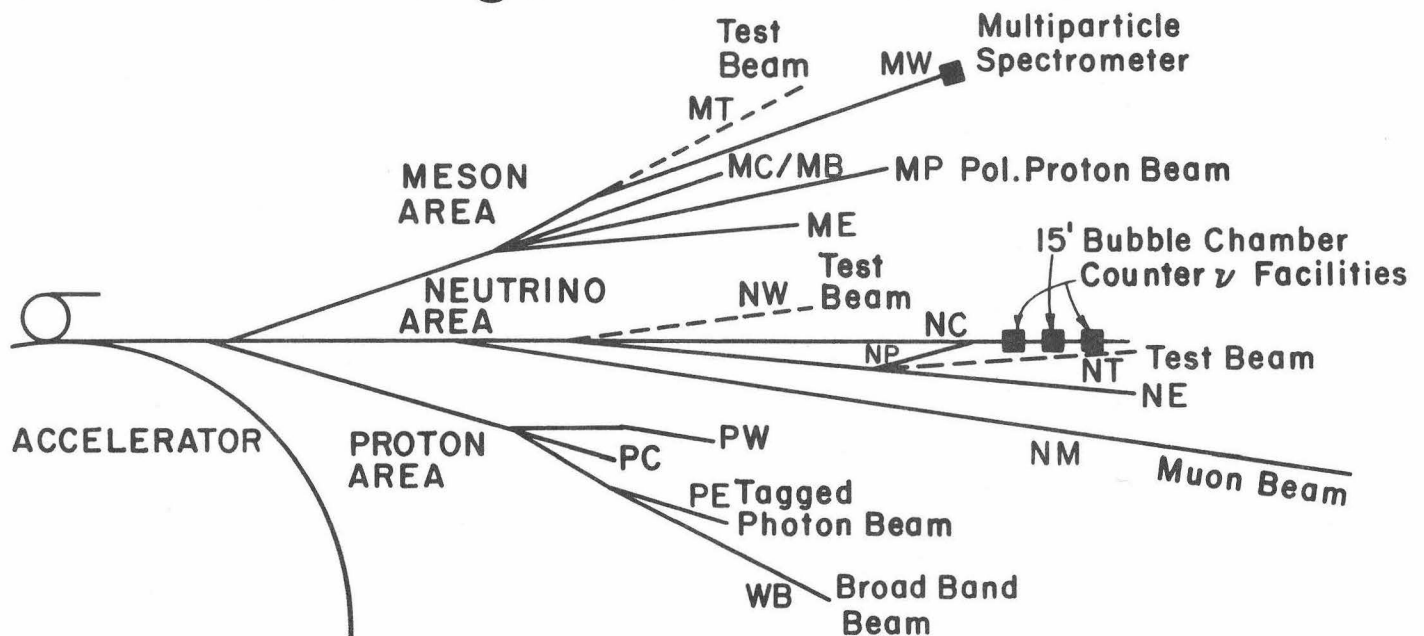 Test
Beam
MT
MW
Multiparticle
Spectrometer
MESON
AREA
MC/MB
MP Pol. Proton Beam
ME
15' Bubble Chamber
Counter ν Facilities
NEUTRINO
AREA
NW
Test
Beam
NC
NP
NT
Test Beam
NE
NM
Muon Beam
ACCELERATOR
PROTON
AREA
PW
PC
PE Tagged
Photon Beam
WB
Broad Band
Beam